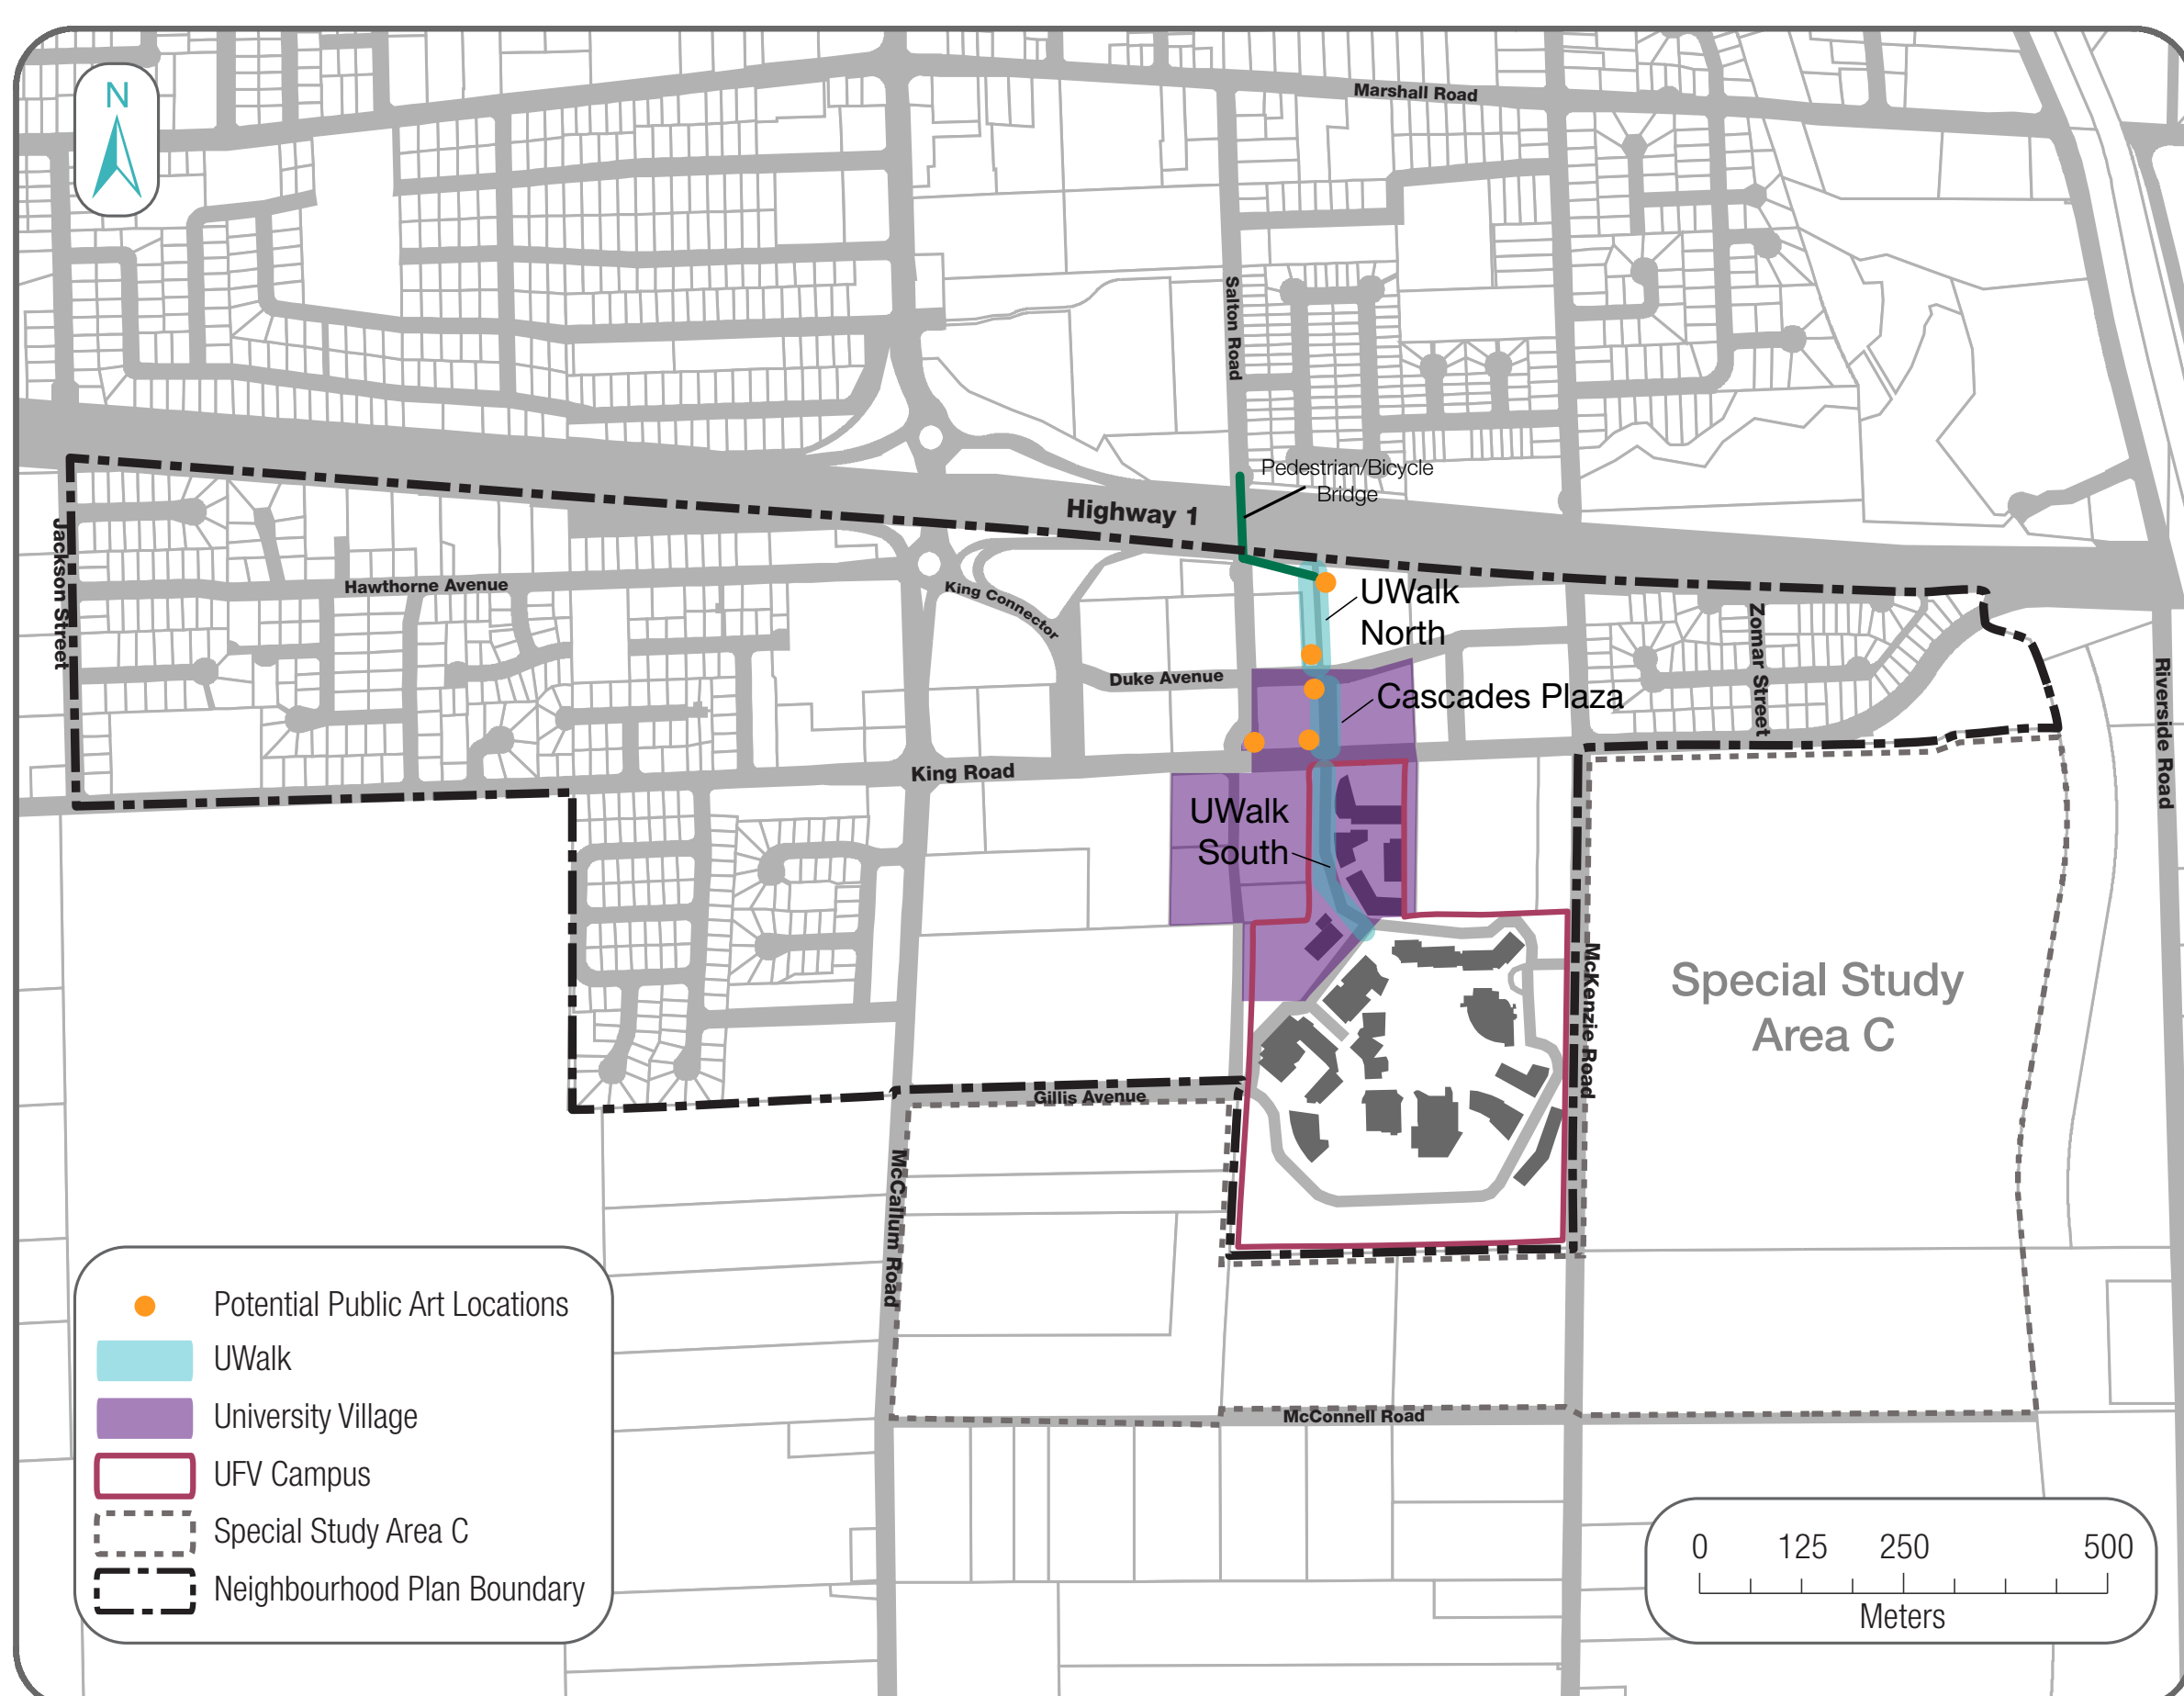 N
Marshall Road
Salton Road
Pedestrian/Bicycle
Bridge
Highway 1
Jackson Street
Hawthorne Avenue
King Connector
UWalk
North
Zomar Street
Riverside Road
Duke Avenue
Cascades Plaza
King Road
UWalk
South
McKenzie Road
Special Study
Area C
Gillis Avenue
McCallum Road
McConnell Road
Potential Public Art Locations
UWalk
University Village
UFV Campus
Special Study Area C
Neighbourhood Plan Boundary
0 125 250 500
Meters